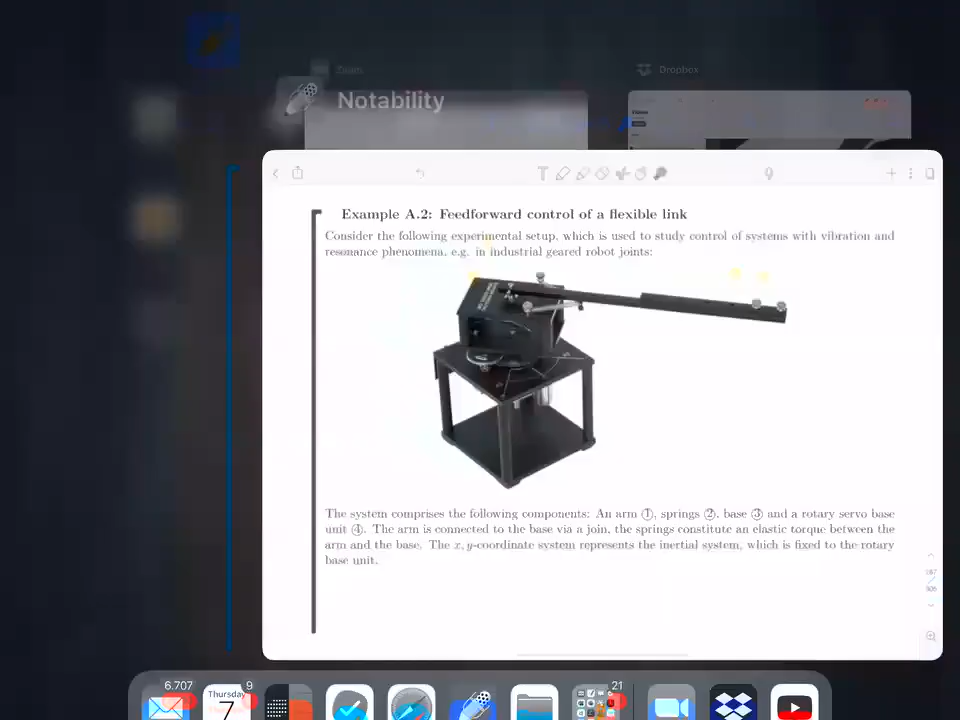 Zoom
Dropbox
Notability
Example A.2: Feedforward control of a flexible link
Consider the following experimental setup, which is used to study control of systems with vibration and
resonance phenomena, e.g. in industrial geared robot joints:
The system comprises the following components: An arm ①, springs ②, base ③ and a rotary servo base
unit ④. The arm is connected to the base via a join, the springs constitute an elastic torque between the
arm and the base. The x, y-coordinate system represents the inertial system, which is fixed to the rotary
base unit.
6.707
9
21
Thursday
7